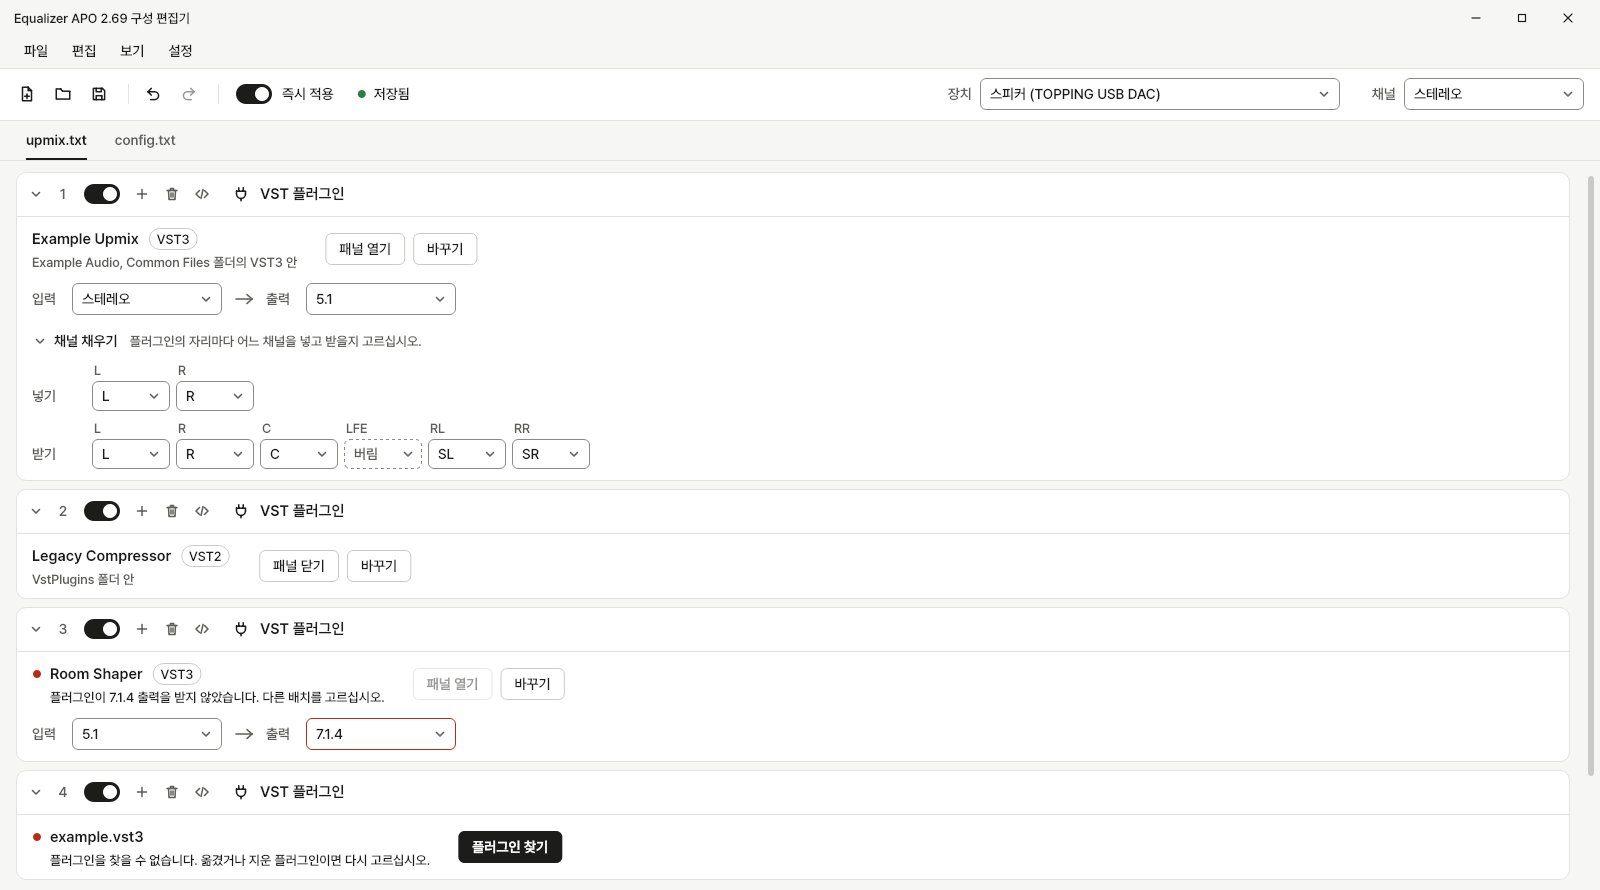 Equalizer APO 2.69 구성 편집기
파일 편집 보기 설정
즉시 적용 저장됨 장치 스피커 (TOPPING USB DAC) 채널 스테레오
upmix.txt config.txt
1 VST 플러그인
Example Upmix VST3 패널 열기 바꾸기
Example Audio, Common Files 폴더의 VST3 안
입력 스테레오 출력 5.1
채널 채우기 플러그인의 자리마다 어느 채널을 넣고 받을지 고르십시오.
L R
넣기 L R
L R C LFE RL RR
받기 L R C 버림 SL SR
2 VST 플러그인
Legacy Compressor VST2 패널 닫기 바꾸기
VstPlugins 폴더 안
3 VST 플러그인
Room Shaper VST3 패널 열기 바꾸기
플러그인이 7.1.4 출력을 받지 않았습니다. 다른 배치를 고르십시오.
입력 5.1 출력 7.1.4
4 VST 플러그인
example.vst3 플러그인 찾기
플러그인을 찾을 수 없습니다. 옮겼거나 지운 플러그인이면 다시 고르십시오.